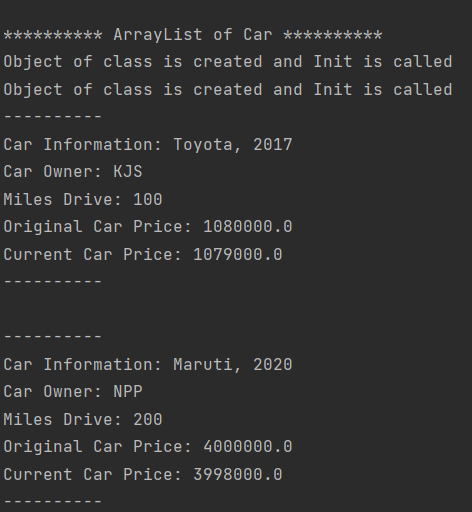 ********** ArrayList of Car **********
Object of class is created and Init is called
Object of class is created and Init is called
----------
Car Information: Toyota, 2017
Car Owner: KJS
Miles Drive: 100
Original Car Price: 1080000.0
Current Car Price: 1079000.0
----------
----------
Car Information: Maruti, 2020
Car Owner: NPP
Miles Drive: 200
Original Car Price: 4000000.0
Current Car Price: 3998000.0
----------